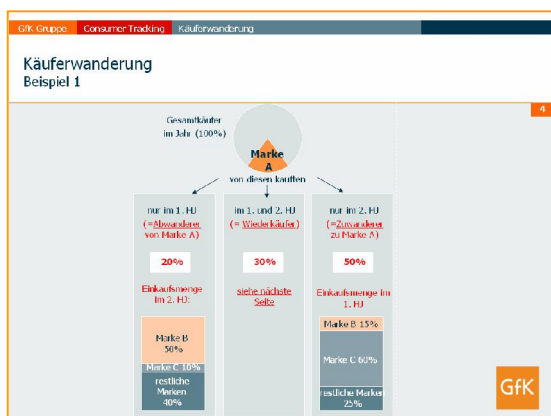 GfK Gruppe Consumer Tracking Käuferwanderung
Käuferwanderung
Beispiel 1
4
Gesamtkäufer
im Jahr (100%)
Marke
A
von diesen kauften
nur im 1. HJ
(=Abwanderer
von Marke A)
20%
Einkaufsmenge
im 2. HJ:
Marke B
50%
Marke C 10%
restliche
Marken
40%
im 1. und 2. HJ
(= Wiederkäufer)
30%
siehe nächste
Seite
nur im 2. HJ
(=Zuwanderer
zu Marke A)
50%
Einkaufsmenge im
1. HJ
Marke B 15%
Marke C 60%
restliche Marken
25%
GfK